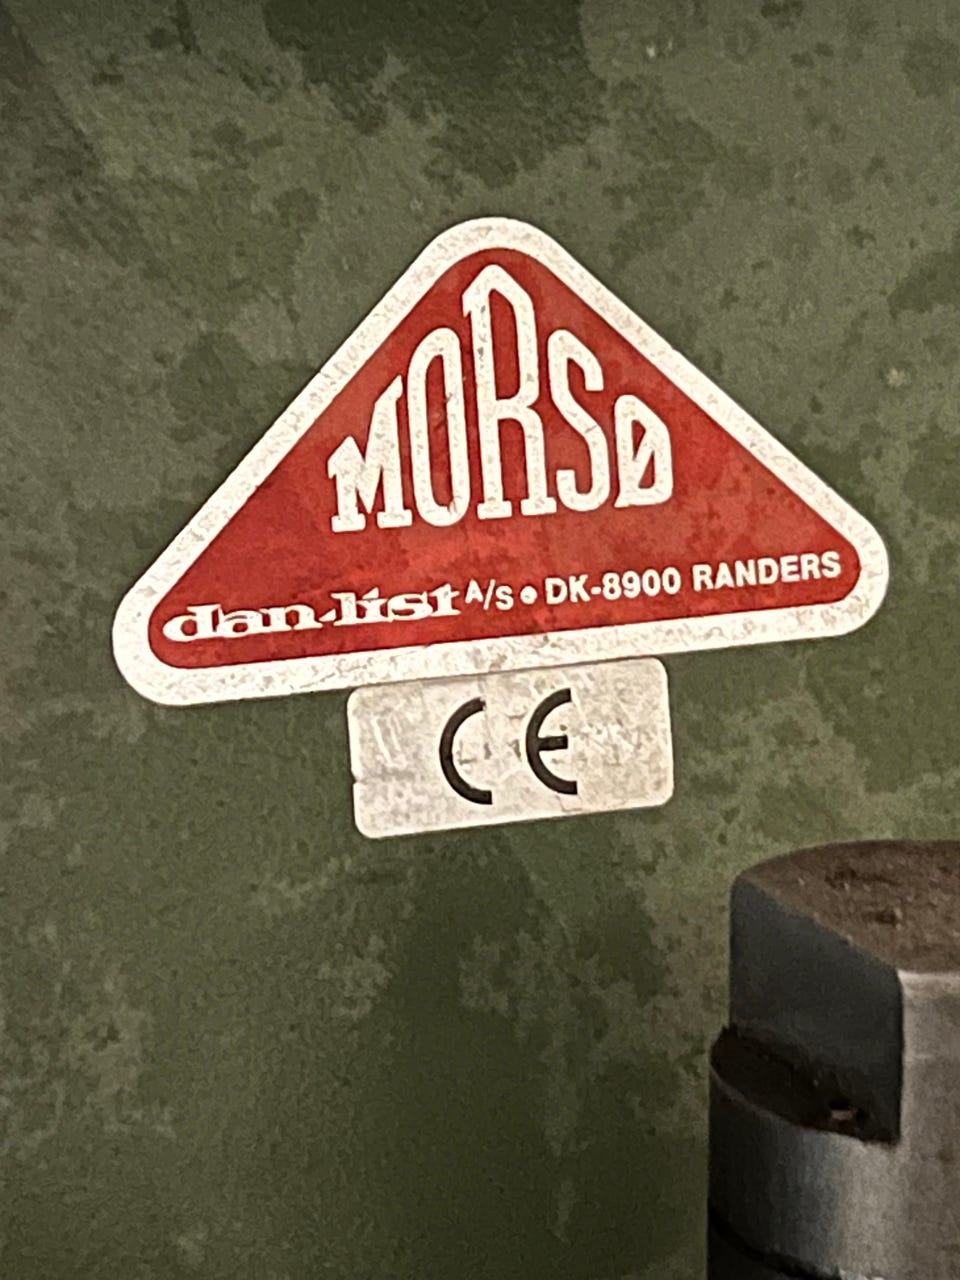 MORSØ
dan-list A/S • DK-8900 RANDERS
CE